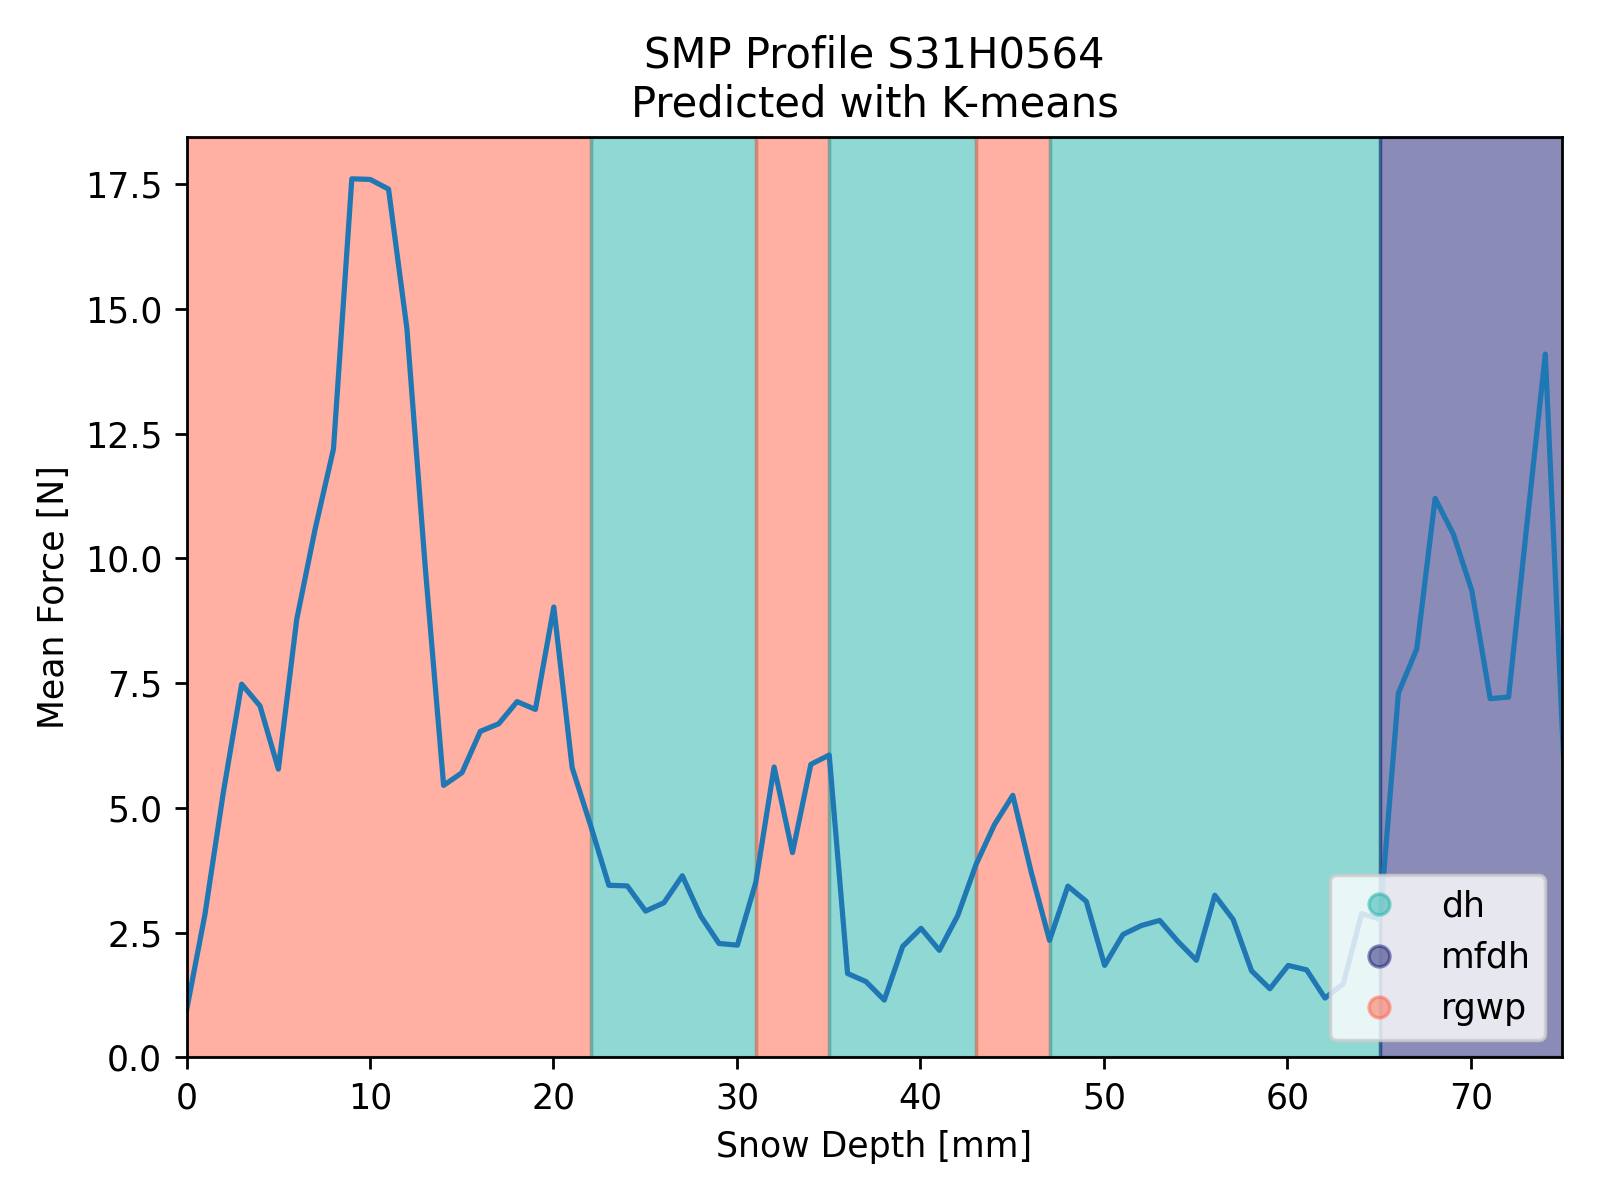 SMP Profile S31H0564
Predicted with K-means
Mean Force [N]
17.5
15.0
12.5
10.0
7.5
5.0
2.5
0.0
dh
mfdh
rgwp
0 10 20 30 40 50 60 70
Snow Depth [mm]